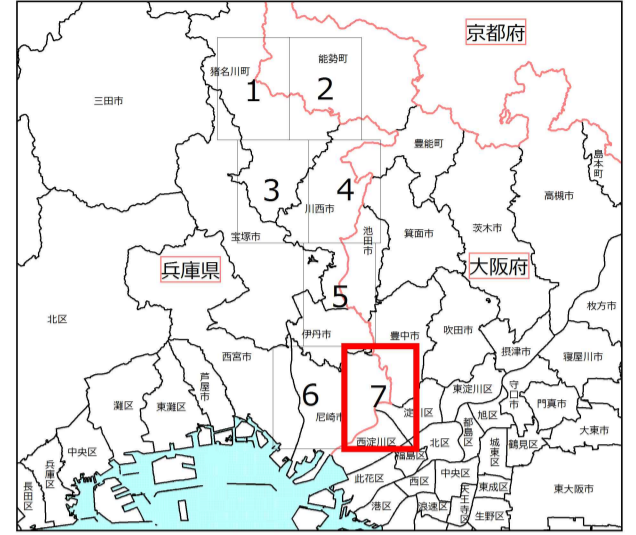 京都府
能勢町
猪名川町
1
2
三田市
豊能町
島本町
高槻市
3
4
川西市
茨木市
池田市
箕面市
宝塚市
兵庫県
大阪府
5
枚方市
北区
伊丹市
豊中市
吹田市
摂津市
寝屋川市
西宮市
芦屋市
6
7
東淀川区
守口市
門真市
灘区
東灘区
尼崎市
淀川区
旭区
都島区
大東市
西淀川区
北区
城東区
鶴見区
中央区
福島区
兵庫区
此花区
西区
中央区
東成区
東大阪市
長田区
港区
浪速区
天王寺区
生野区